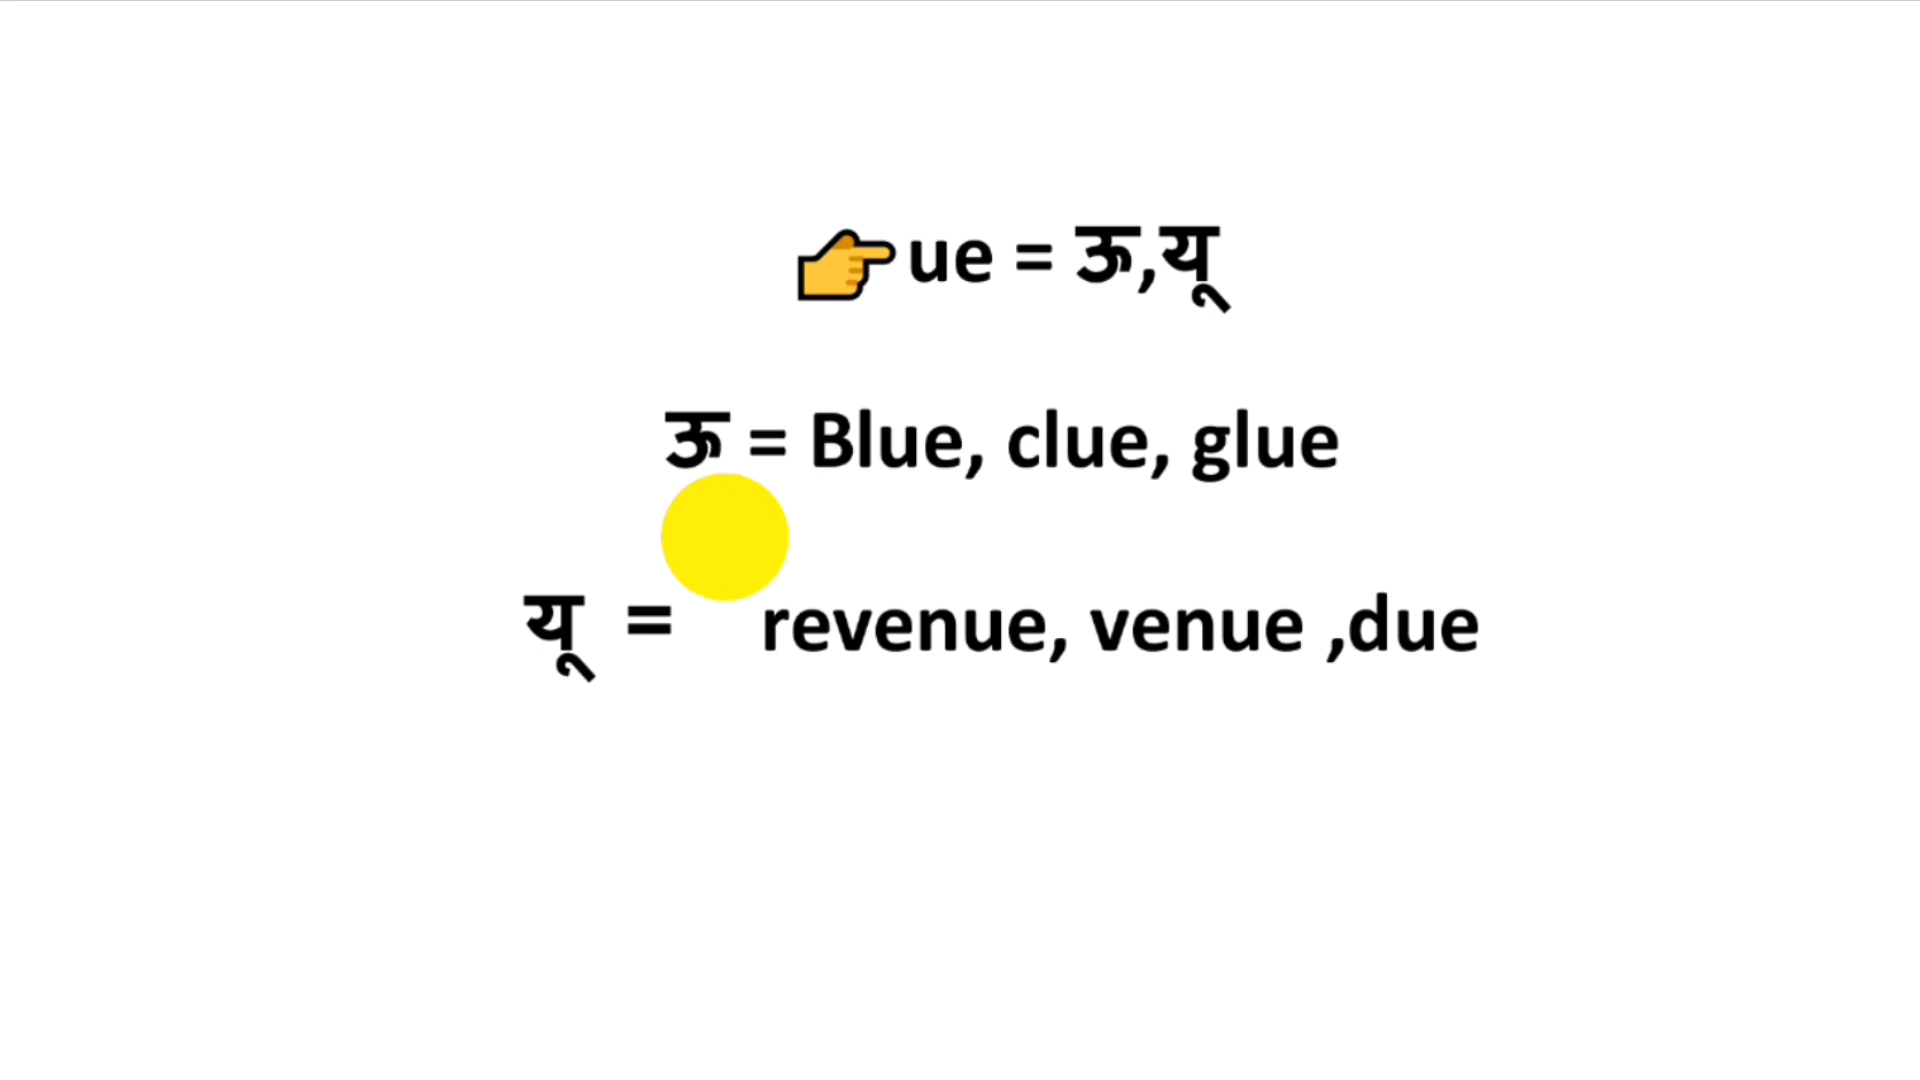 👉ue = ऊ,यू
ऊ = Blue, clue, glue
यू = revenue, venue ,due